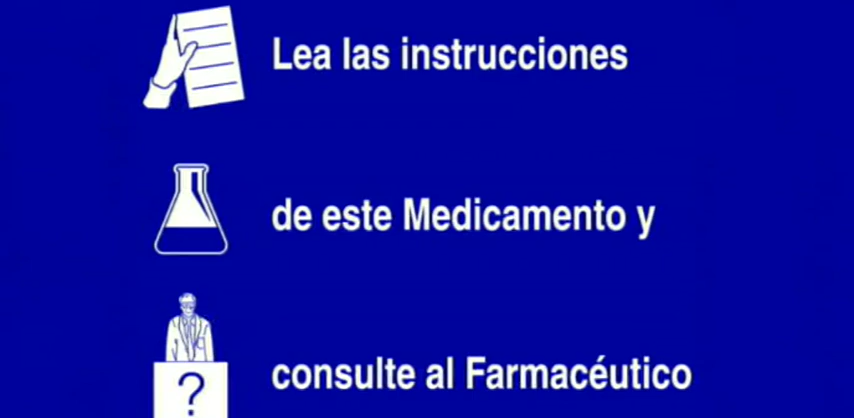 Lea las instrucciones
de este Medicamento y
consulte al Farmacéutico
?